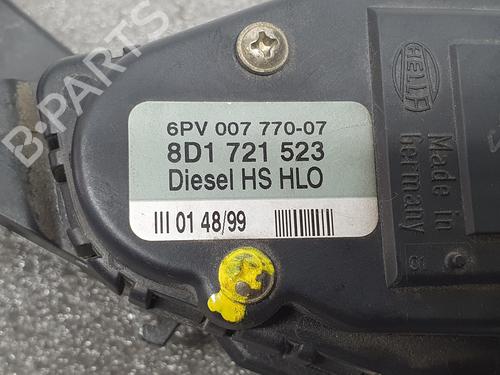 B-PARTS
HELLA
Made in
Germany
6PV 007 770-07
8D1 721 523
Diesel HS HLO
III 01 48/99